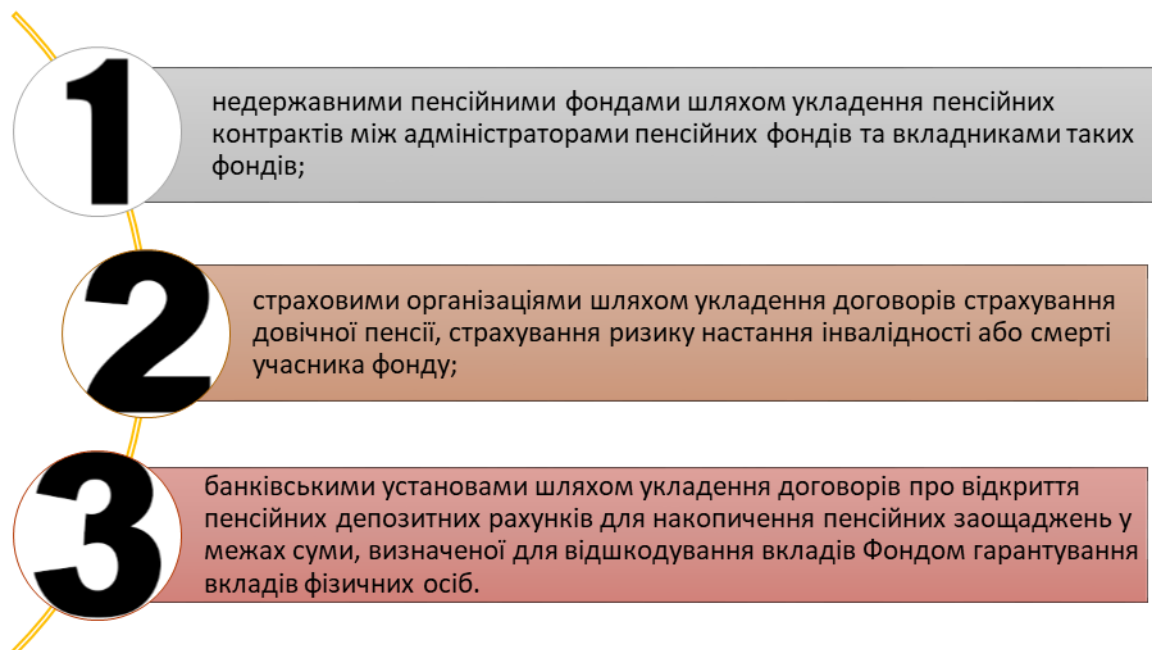 1
недержавними пенсійними фондами шляхом укладення пенсійних
контрактів між адміністраторами пенсійних фондів та вкладниками таких
фондів;
2
страховими організаціями шляхом укладення договорів страхування
довічної пенсії, страхування ризику настання інвалідності або смерті
учасника фонду;
3
банківськими установами шляхом укладення договорів про відкриття
пенсійних депозитних рахунків для накопичення пенсійних заощаджень у
межах суми, визначеної для відшкодування вкладів Фондом гарантування
вкладів фізичних осіб.